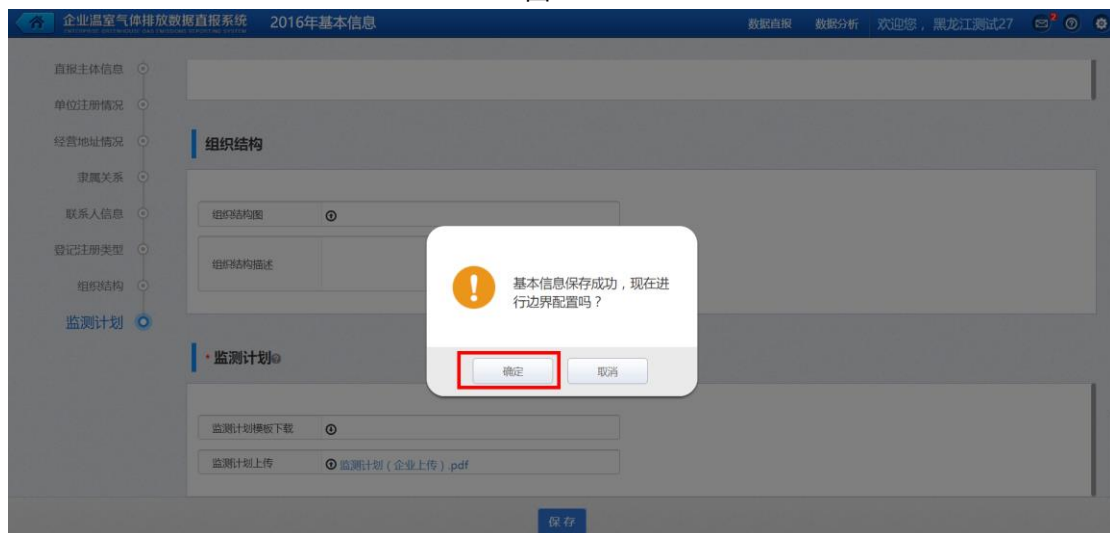 企业温室气体排放数据直报系统 2016年基本信息 数据直报 数据分析 欢迎您，黑龙江测试27 2
直报主体信息
单位注册情况
经营地址情况
组织结构
隶属关系
联系人信息
组织结构图
登记注册类型
组织结构描述
基本信息保存成功，现在进
行边界配置吗？
组织结构
监测计划
*监测计划
确定 取消
监测计划模板下载
监测计划上传 监测计划（企业上传）.pdf
保存